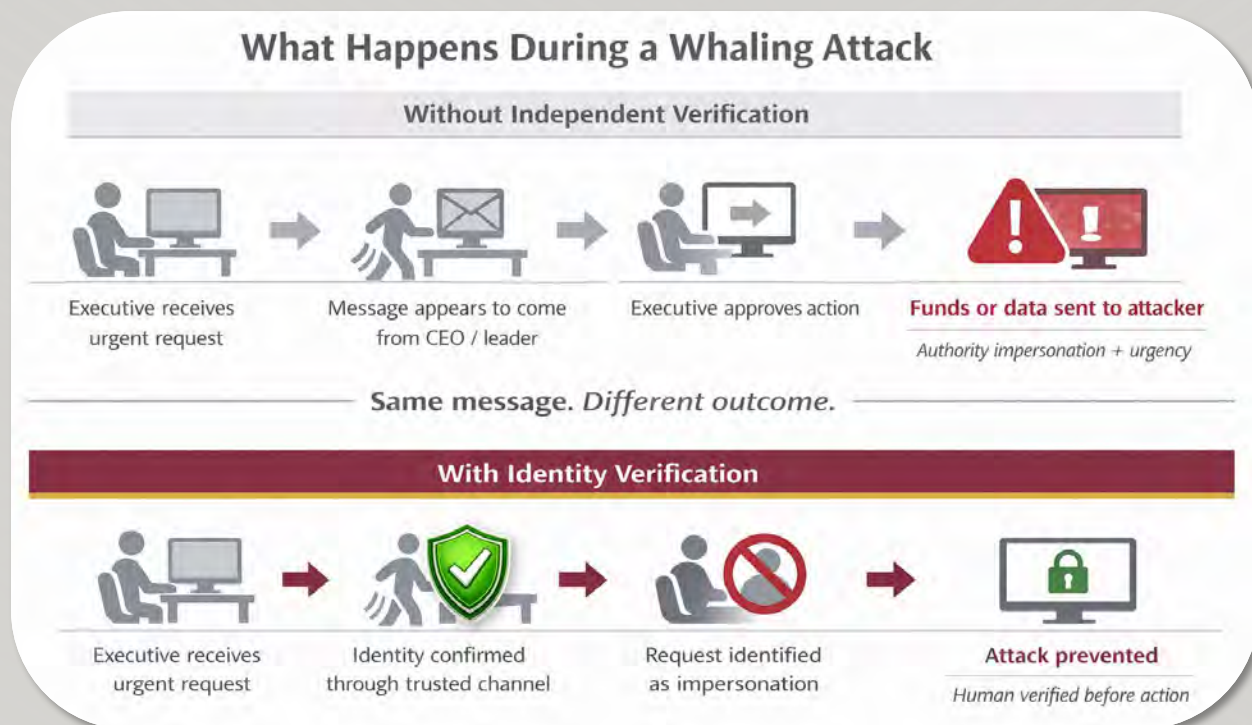 What Happens During a Whaling Attack
Without Independent Verification
Executive receives
urgent request
Message appears to come
from CEO / leader
Executive approves action
Funds or data sent to attacker
Authority impersonation + urgency
Same message. Different outcome.
With Identity Verification
Executive receives
urgent request
Identity confirmed
through trusted channel
Request identified
as impersonation
Attack prevented
Human verified before action